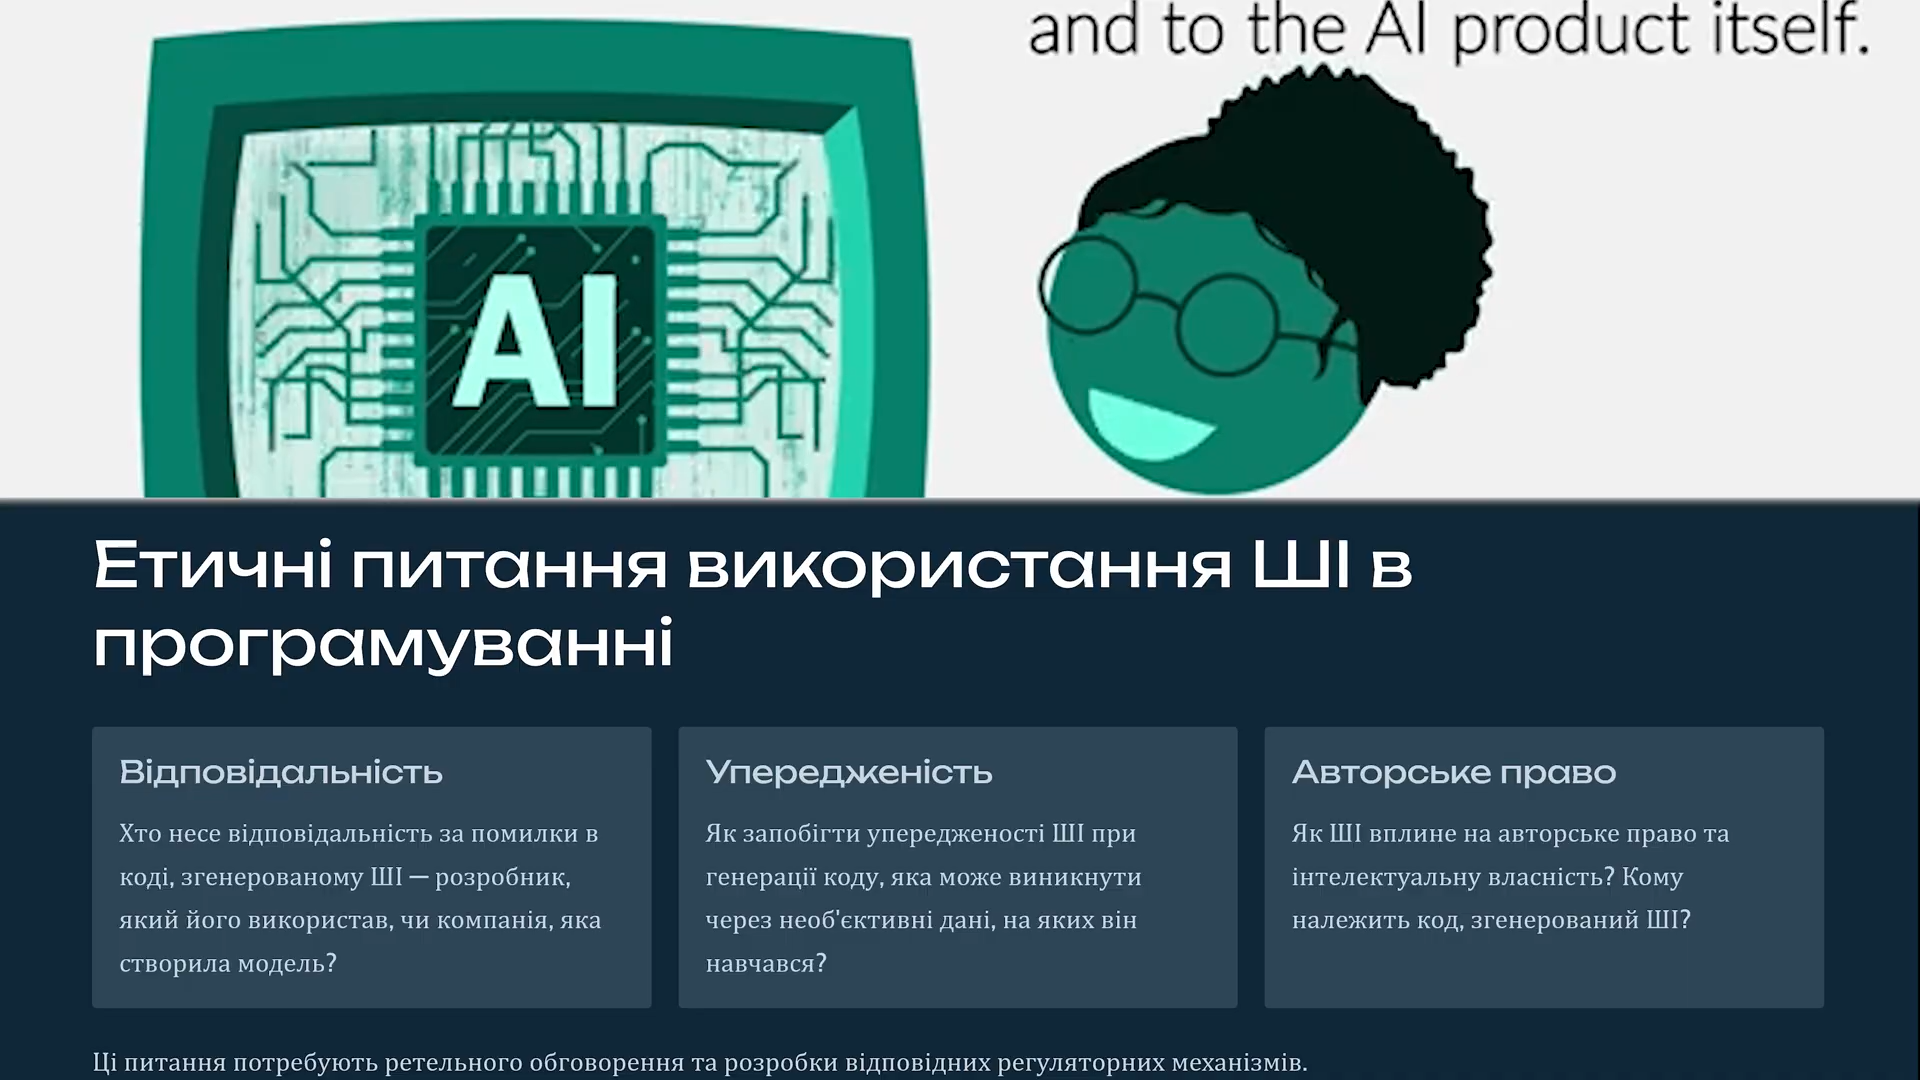 and to the AI product itself.
AI
Етичні питання використання ШІ в
програмуванні
Відповідальність
Хто несе відповідальність за помилки в
коді, згенерованому ШІ — розробник,
який його використав, чи компанія, яка
створила модель?
Упередженість
Як запобігти упередженості ШІ при
генерації коду, яка може виникнути
через необ'єктивні дані, на яких він
навчався?
Авторське право
Як ШІ вплине на авторське право та
інтелектуальну власність? Кому
належить код, згенерований ШІ?
Ці питання потребують ретельного обговорення та розробки відповідних регуляторних механізмів.